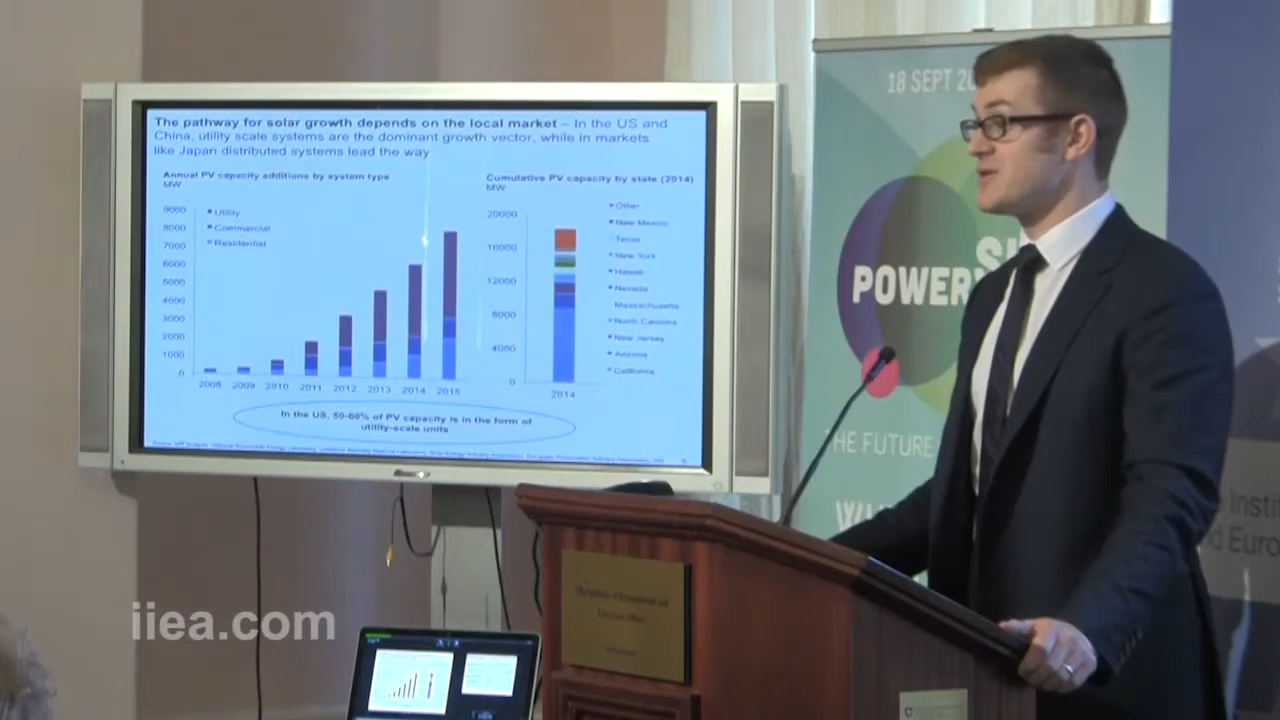 The pathway for solar growth depends on the local market – In the US and
China, utility scale systems are the dominant growth vector, while in markets
like Japan distributed systems lead the way
Annual PV capacity additions by system type
MW
9000
8000
7000
6000
5000
4000
3000
2000
1000
0
Utility
Commercial
Residential
2008 2009 2010 2011 2012 2013 2014 2015
Cumulative PV capacity by state (2014)
MW
20000
16000
12000
8000
4000
0
2014
Other
New Mexico
Texas
New York
Hawaii
Nevada
Massachusetts
North Carolina
New Jersey
Arizona
California
In the US, 50-60% of PV capacity is in the form of
utility-scale units
18 SEPT
POWER
THE FUTURE
iiea.com